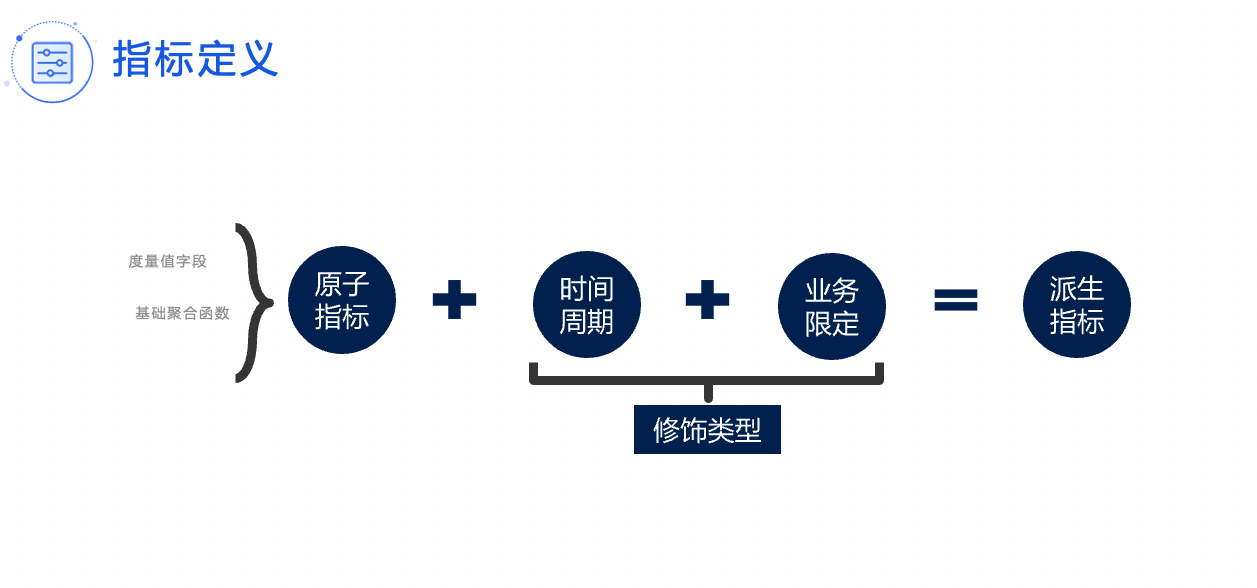 指标定义
度量值字段
基础聚合函数
原子
指标
+
时间
周期
+
业务
限定
=
派生
指标
修饰类型